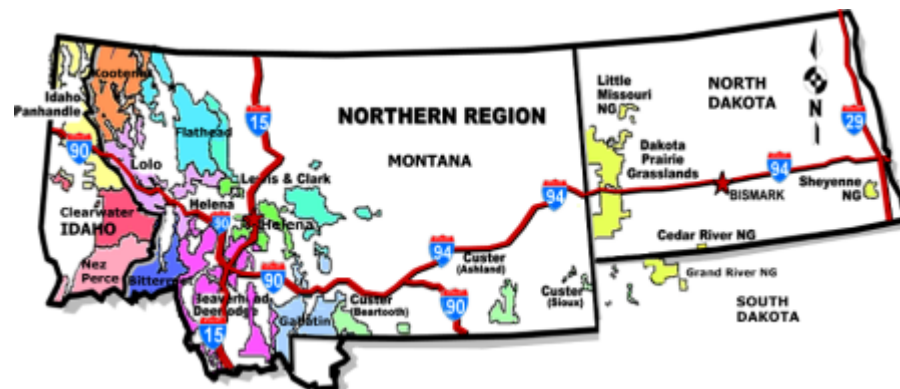 Kootenai
Idaho
Panhandle
90
Lolo
Flathead
15
NORTHERN REGION
MONTANA
Lewis & Clark
Helena
90
Helena
Clearwater
IDAHO
Nez
Perce
Bitterroot
Beaverhead
Deerlodge
15
90
Gallatin
Custer
(Beartooth)
94
Custer
(Ashland)
90
94
Custer
(Sioux)
Little
Missouri
NG
NORTH
DAKOTA
N
29
Dakota
Prairie
Grasslands
94
BISMARK
Sheyenne
NG
Cedar River NG
Grand River NG
SOUTH
DAKOTA